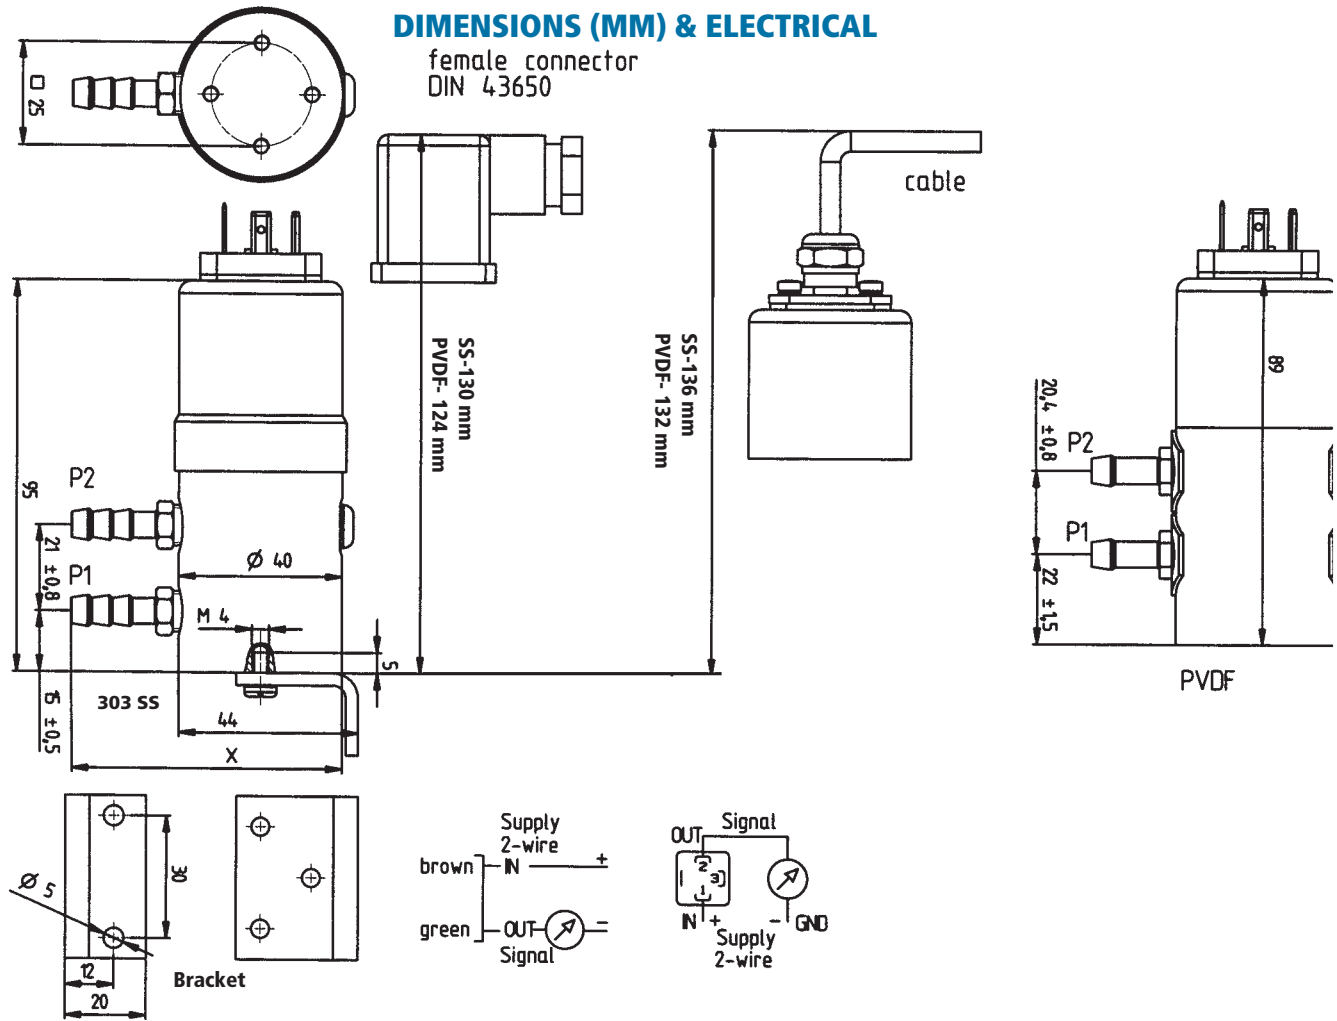 DIMENSIONS (MM) & ELECTRICAL
female connector
DIN 43650
□ 25
cable
SS-130 mm
PVDF- 124 mm
SS-136 mm
PVDF- 132 mm
89
20,4 ±0,8
P2
P1
22 ±1,5
PVDF
95
P2
21 ±0,8
P1
Ø 40
M 4
5
303 SS
15 ±0,5
44
X
30
Ø 5
12
20
Bracket
Supply
2-wire
brown
IN
+
green
OUT
–
Signal
OUT
Signal
2
3
1
IN
+
–
GND
Supply
2-wire